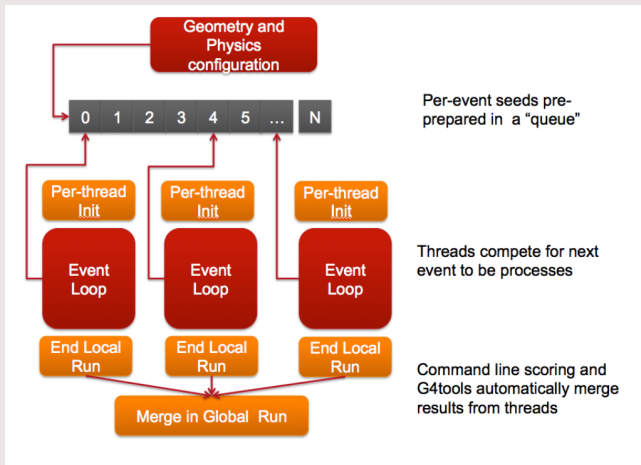 Geometry and
Physics
configuration
0 1 2 3 4 5 ... N
Per-event seeds pre-
prepared in a “queue”
Per-thread
Init
Per-thread
Init
Per-thread
Init
Event
Loop
Event
Loop
Event
Loop
Threads compete for next
event to be processes
End Local
Run
End Local
Run
End Local
Run
Command line scoring and
G4tools automatically merge
results from threads
Merge in Global Run